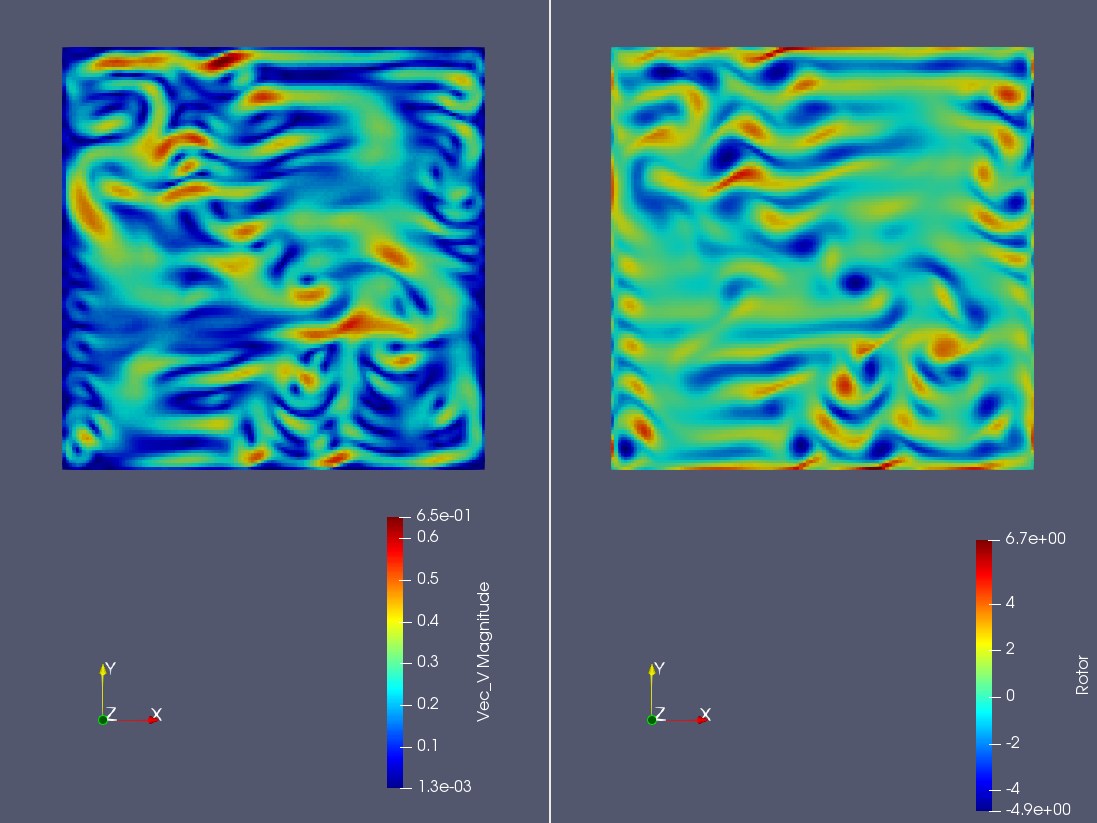 6.5e-01
0.6
0.5
0.4
0.3
0.2
0.1
1.3e-03
Vec_V Magnitude
Y
Z
X
6.7e+00
4
2
0
-2
-4
-4.9e+00
Rotor
Y
Z
X